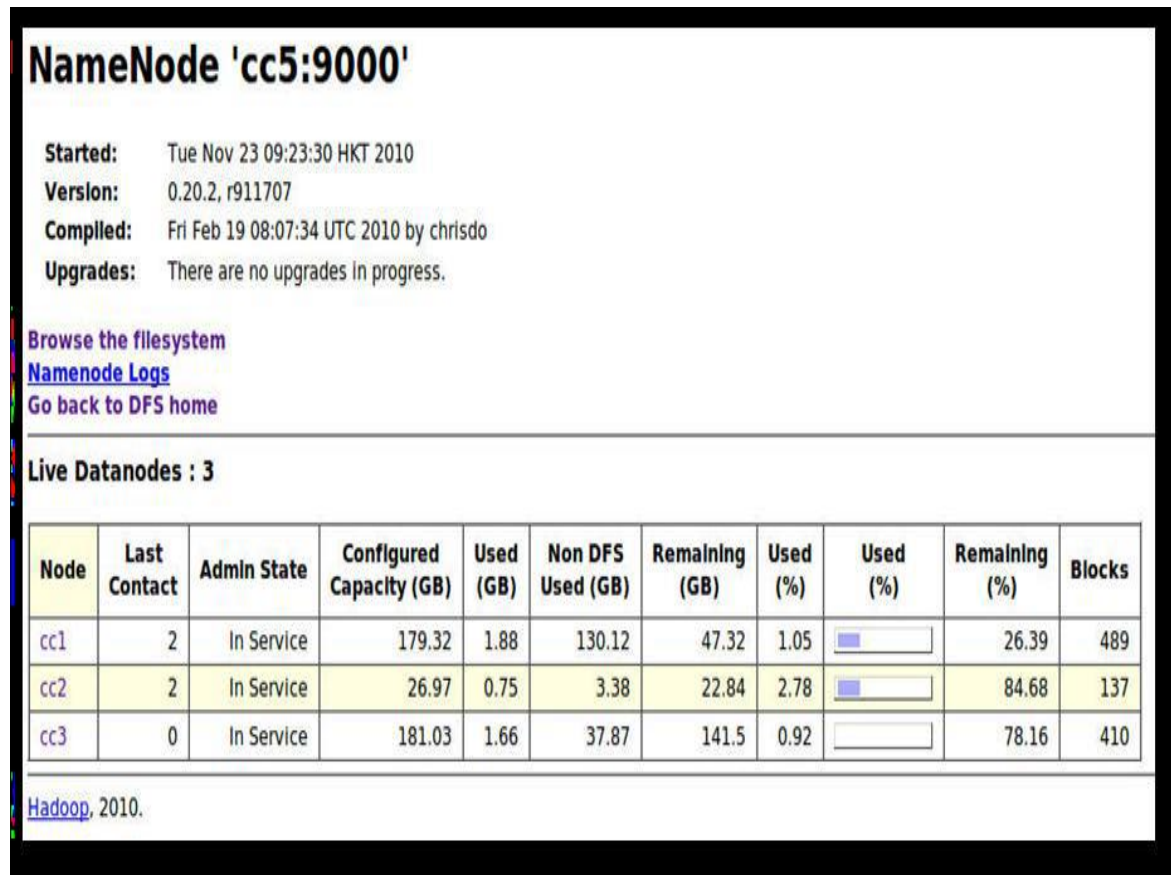 NameNode 'cc5:9000'
Started: Tue Nov 23 09:23:30 HKT 2010
Version: 0.20.2, r911707
Compiled: Fri Feb 19 08:07:34 UTC 2010 by chrisdo
Upgrades: There are no upgrades in progress.
Browse the filesystem
Namenode Logs
Go back to DFS home
Live Datanodes : 3
Node Last Contact Admin State Configured Capacity (GB) Used (GB) Non DFS Used (GB) Remaining (GB) Used (%) Used (%) Remaining (%) Blocks
cc1 2 In Service 179.32 1.88 130.12 47.32 1.05 26.39 489
cc2 2 In Service 26.97 0.75 3.38 22.84 2.78 84.68 137
cc3 0 In Service 181.03 1.66 37.87 141.5 0.92 78.16 410
Hadoop, 2010.